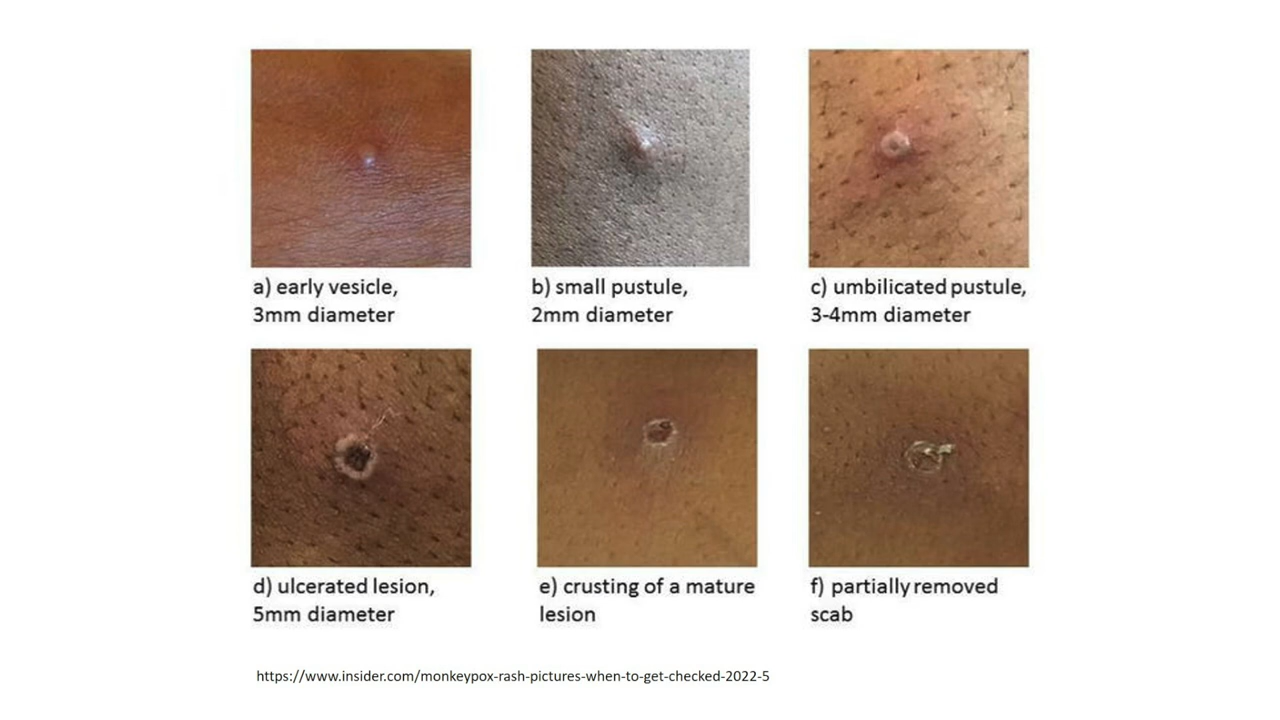 a) early vesicle,
3mm diameter
b) small pustule,
2mm diameter
c) umbilicated pustule,
3-4mm diameter
d) ulcerated lesion,
5mm diameter
e) crusting of a mature
lesion
f) partially removed
scab
https://www.insider.com/monkeypox-rash-pictures-when-to-get-checked-2022-5